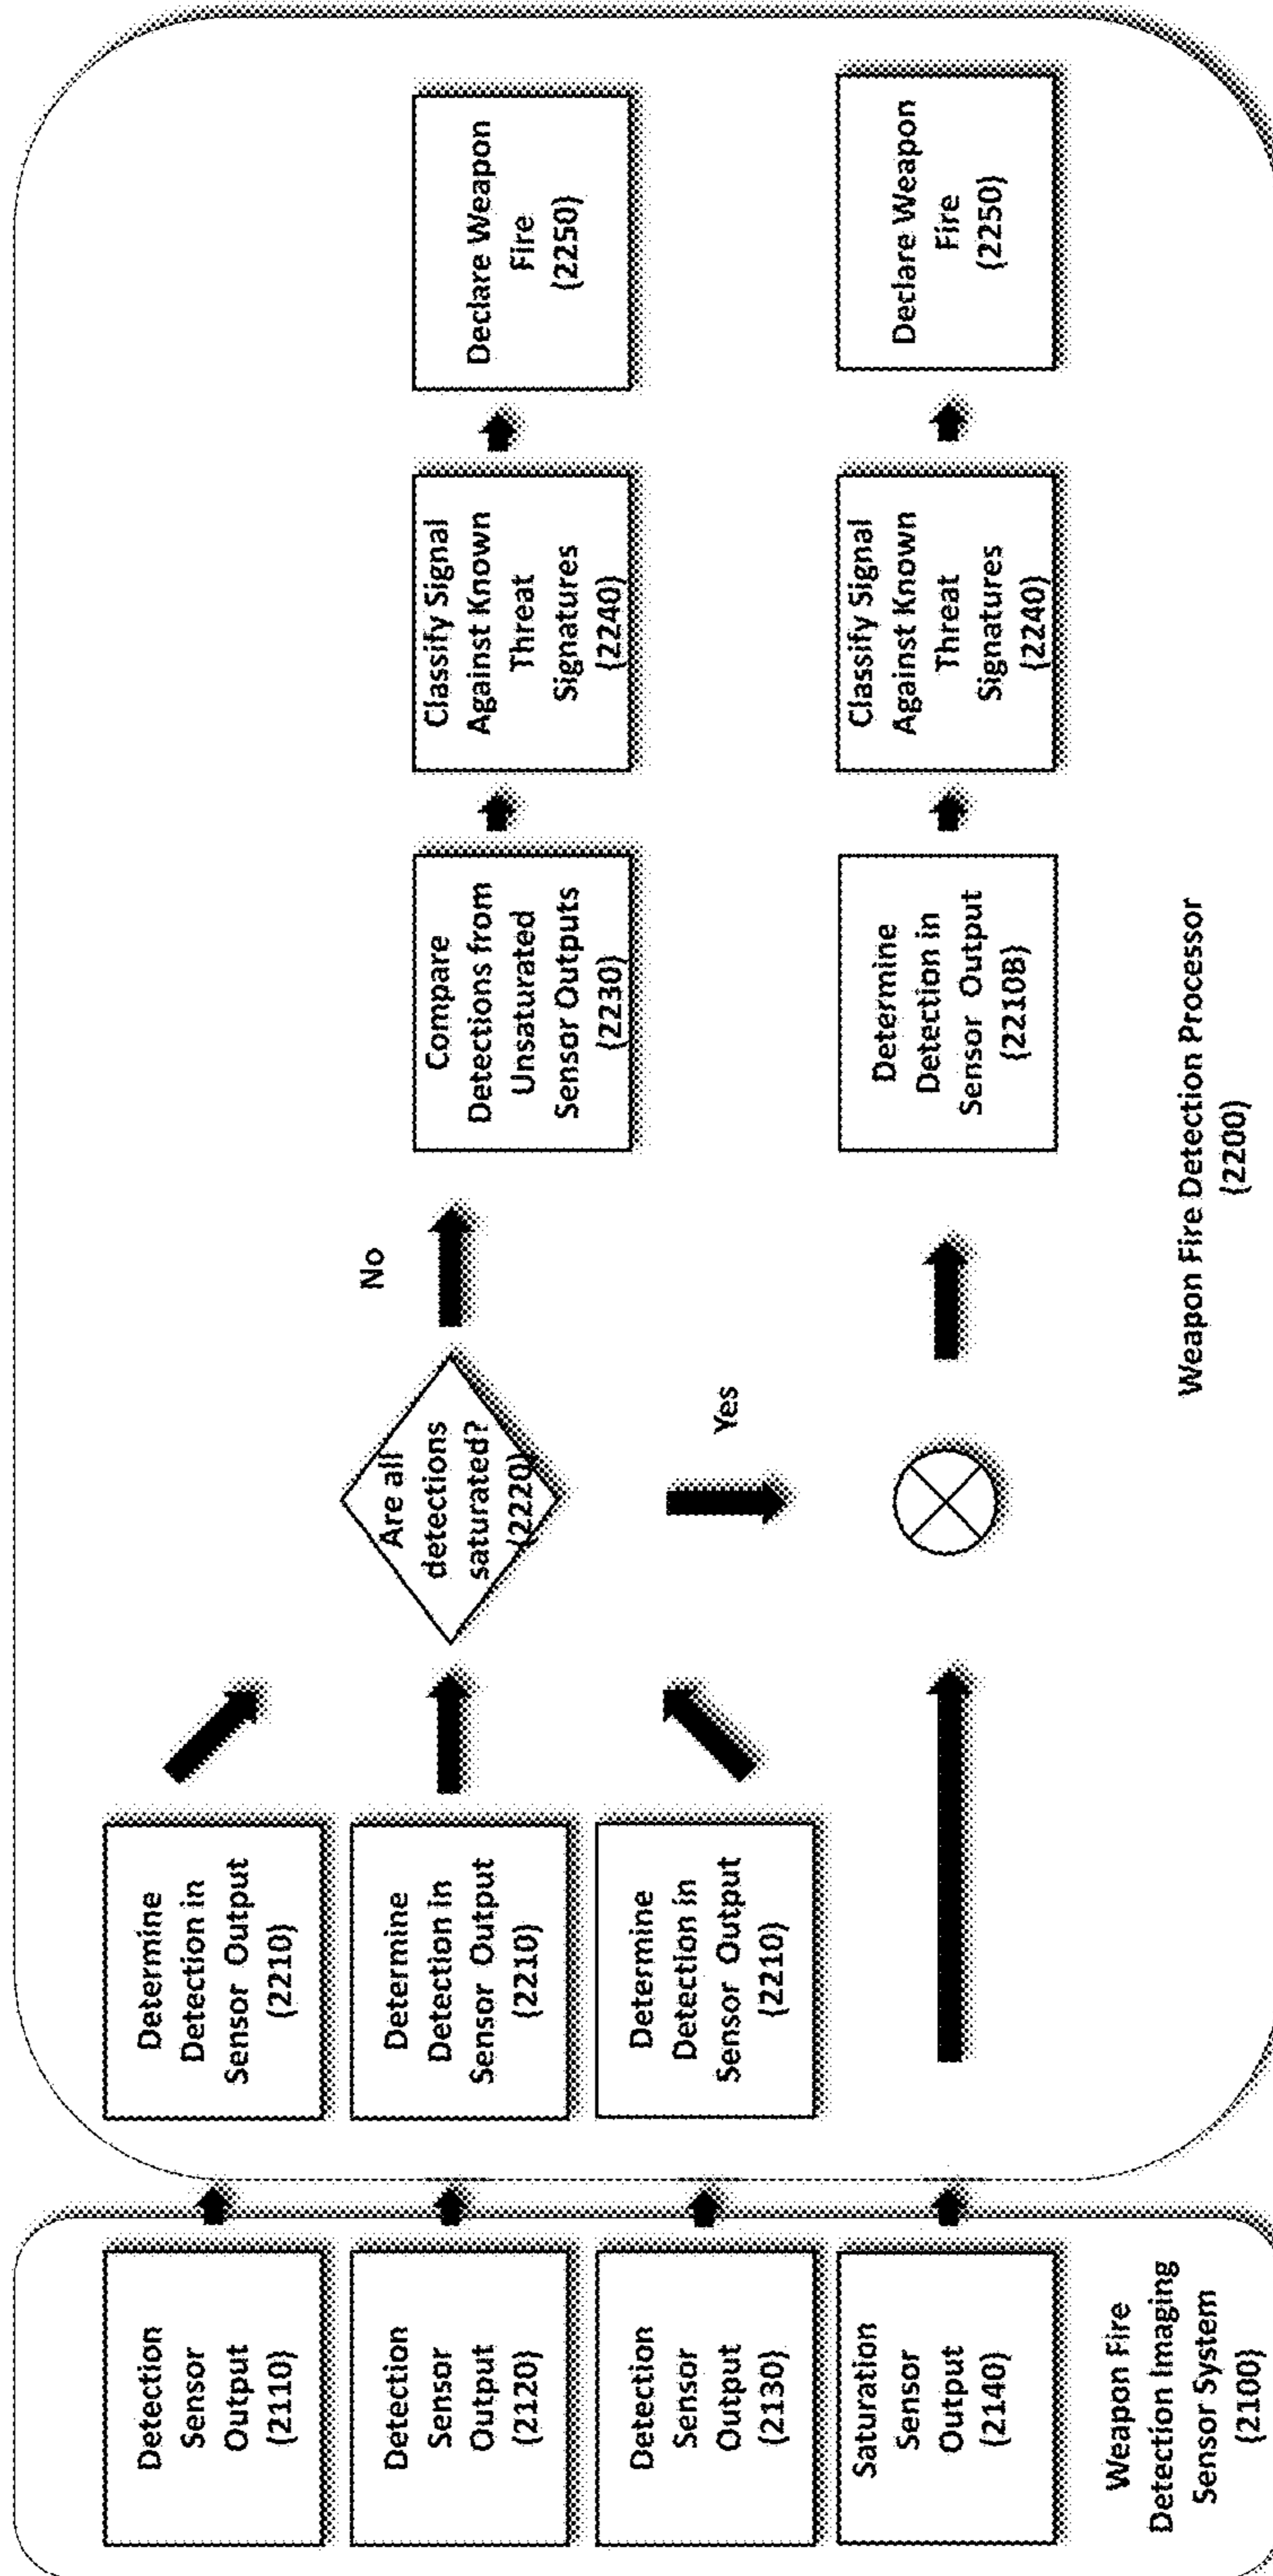 Detection
Sensor
Output
{2110}
Detection
Sensor
Output
{2120}
Detection
Sensor
Output
{2130}
Saturation
Sensor
Output
{2140}
Weapon Fire
Detection Imaging
Sensor System
{2100}
Determine
Detection in
Sensor Output
{2210}
Determine
Detection in
Sensor Output
{2210}
Determine
Detection in
Sensor Output
{2210}
Are all
detections
saturated?
{2220}
No
Yes
Compare
Detections from
Unsaturated
Sensor Outputs
{2230}
Classify Signal
Against Known
Threat
Signatures
{2240}
Declare Weapon
Fire
{2250}
Determine
Detection in
Sensor Output
{2210B}
Classify Signal
Against Known
Threat
Signatures
{2240}
Declare Weapon
Fire
{2250}
Weapon Fire Detection Processor
{2200}